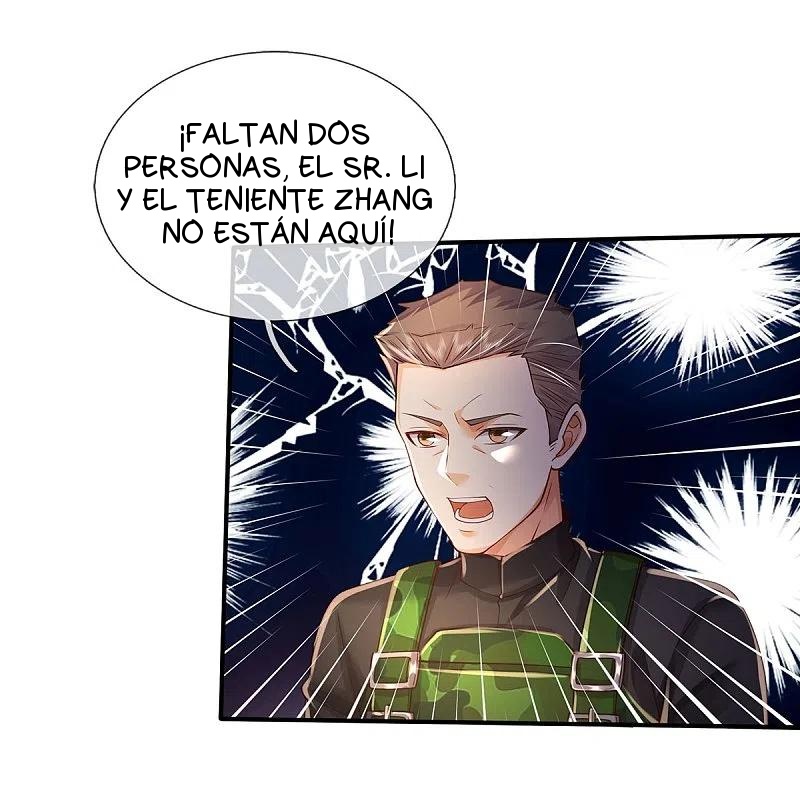 ¡FALTAN DOS
PERSONAS, EL SR. LI
Y EL TENIENTE ZHANG
NO ESTÁN AQUÍ!